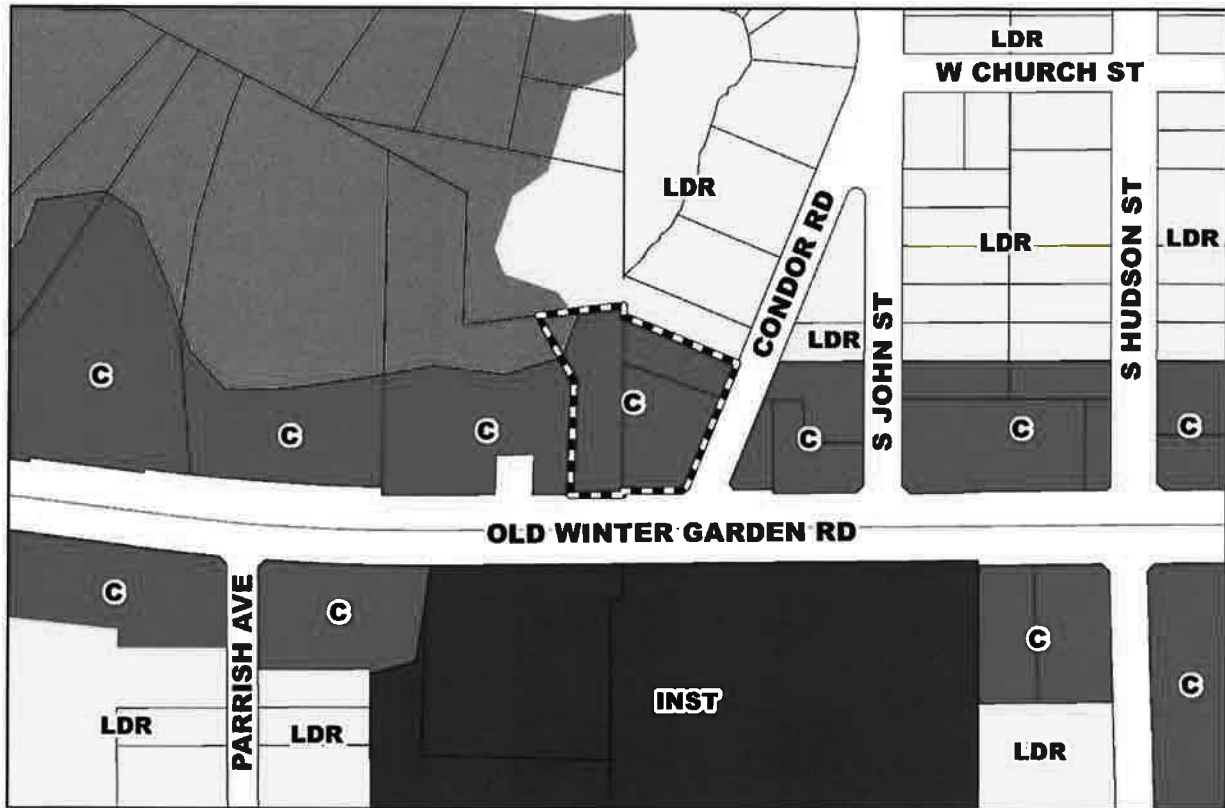 LDR
W CHURCH ST
LDR
CONDOR RD
LDR
S HUDSON ST
LDR
LDR
S JOHN ST
C
C
C
C
C
C
C
OLD WINTER GARDEN RD
C
PARRISH AVE
C
C
INST
C
LDR
LDR
LDR